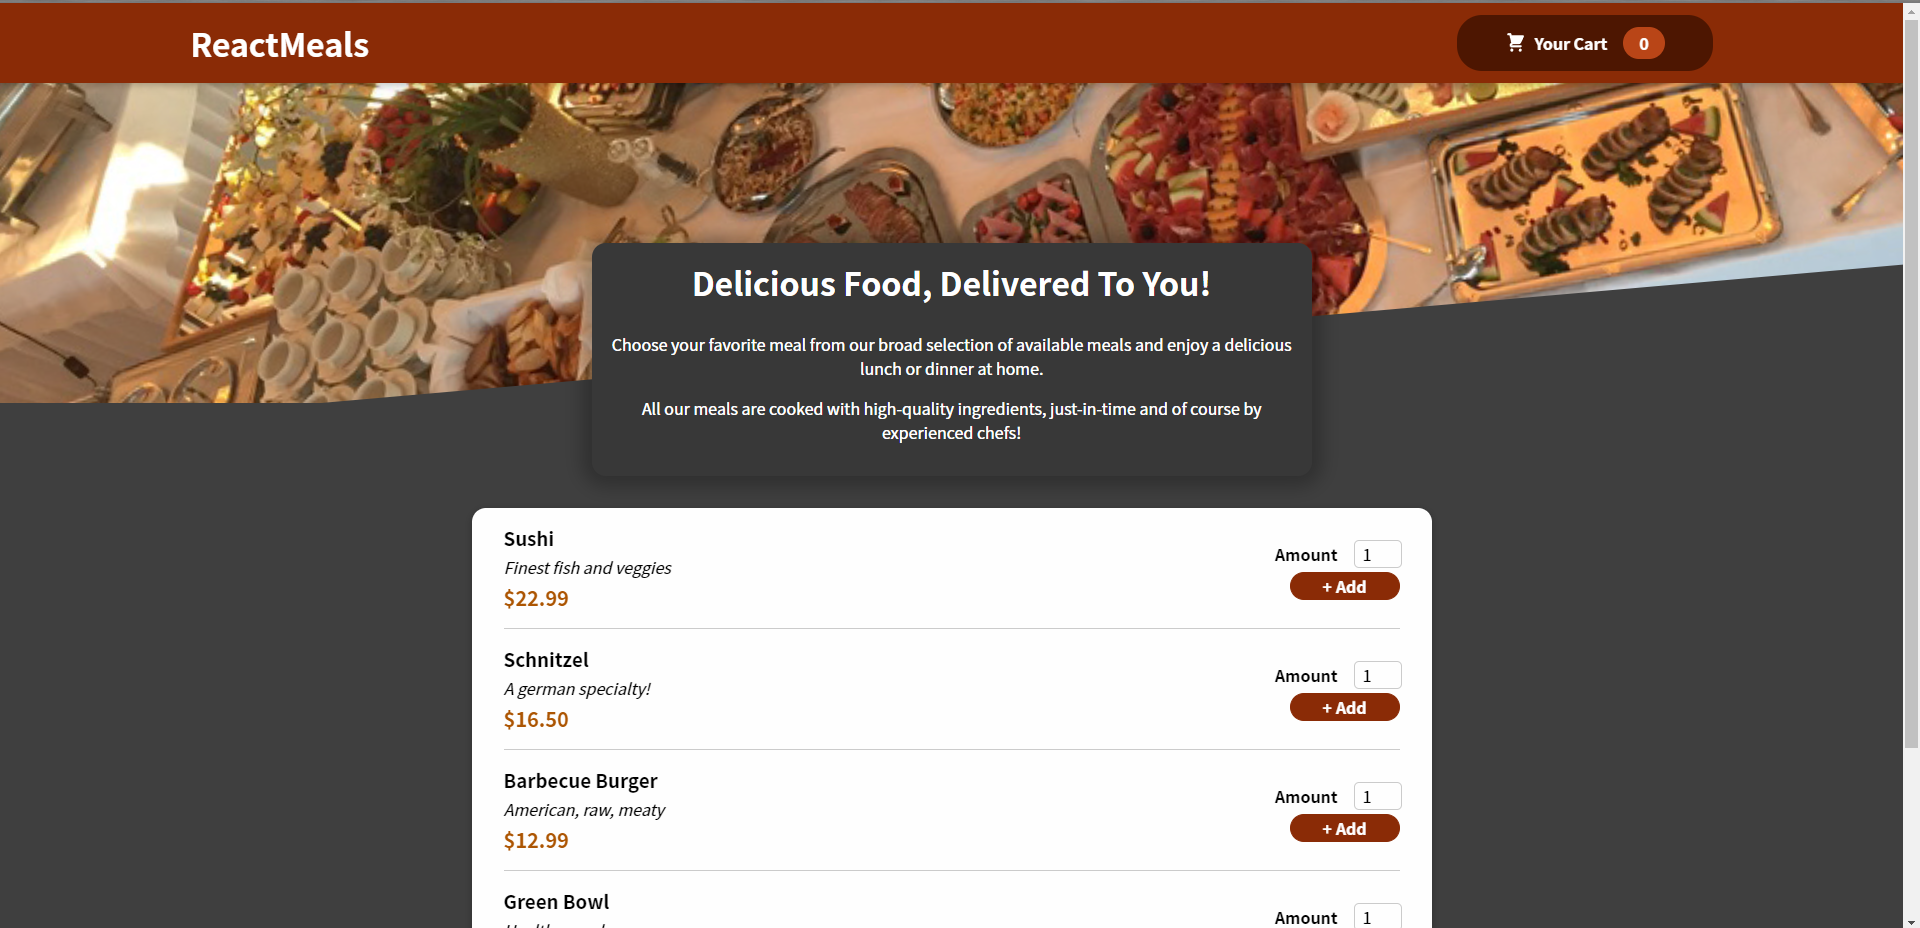 ReactMeals
Your Cart 0
Delicious Food, Delivered To You!
Choose your favorite meal from our broad selection of available meals and enjoy a delicious
lunch or dinner at home.
All our meals are cooked with high-quality ingredients, just-in-time and of course by
experienced chefs!
Sushi
Finest fish and veggies
$22.99
Amount 1
+ Add
Schnitzel
A german specialty!
$16.50
Amount 1
+ Add
Barbecue Burger
American, raw, meaty
$12.99
Amount 1
+ Add
Green Bowl
Amount 1